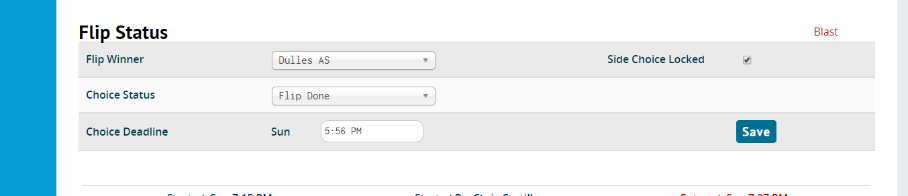 Flip Status
Blast
Flip Winner Dulles AS Side Choice Locked
Choice Status Flip Done
Choice Deadline Sun 5:56 PM Save